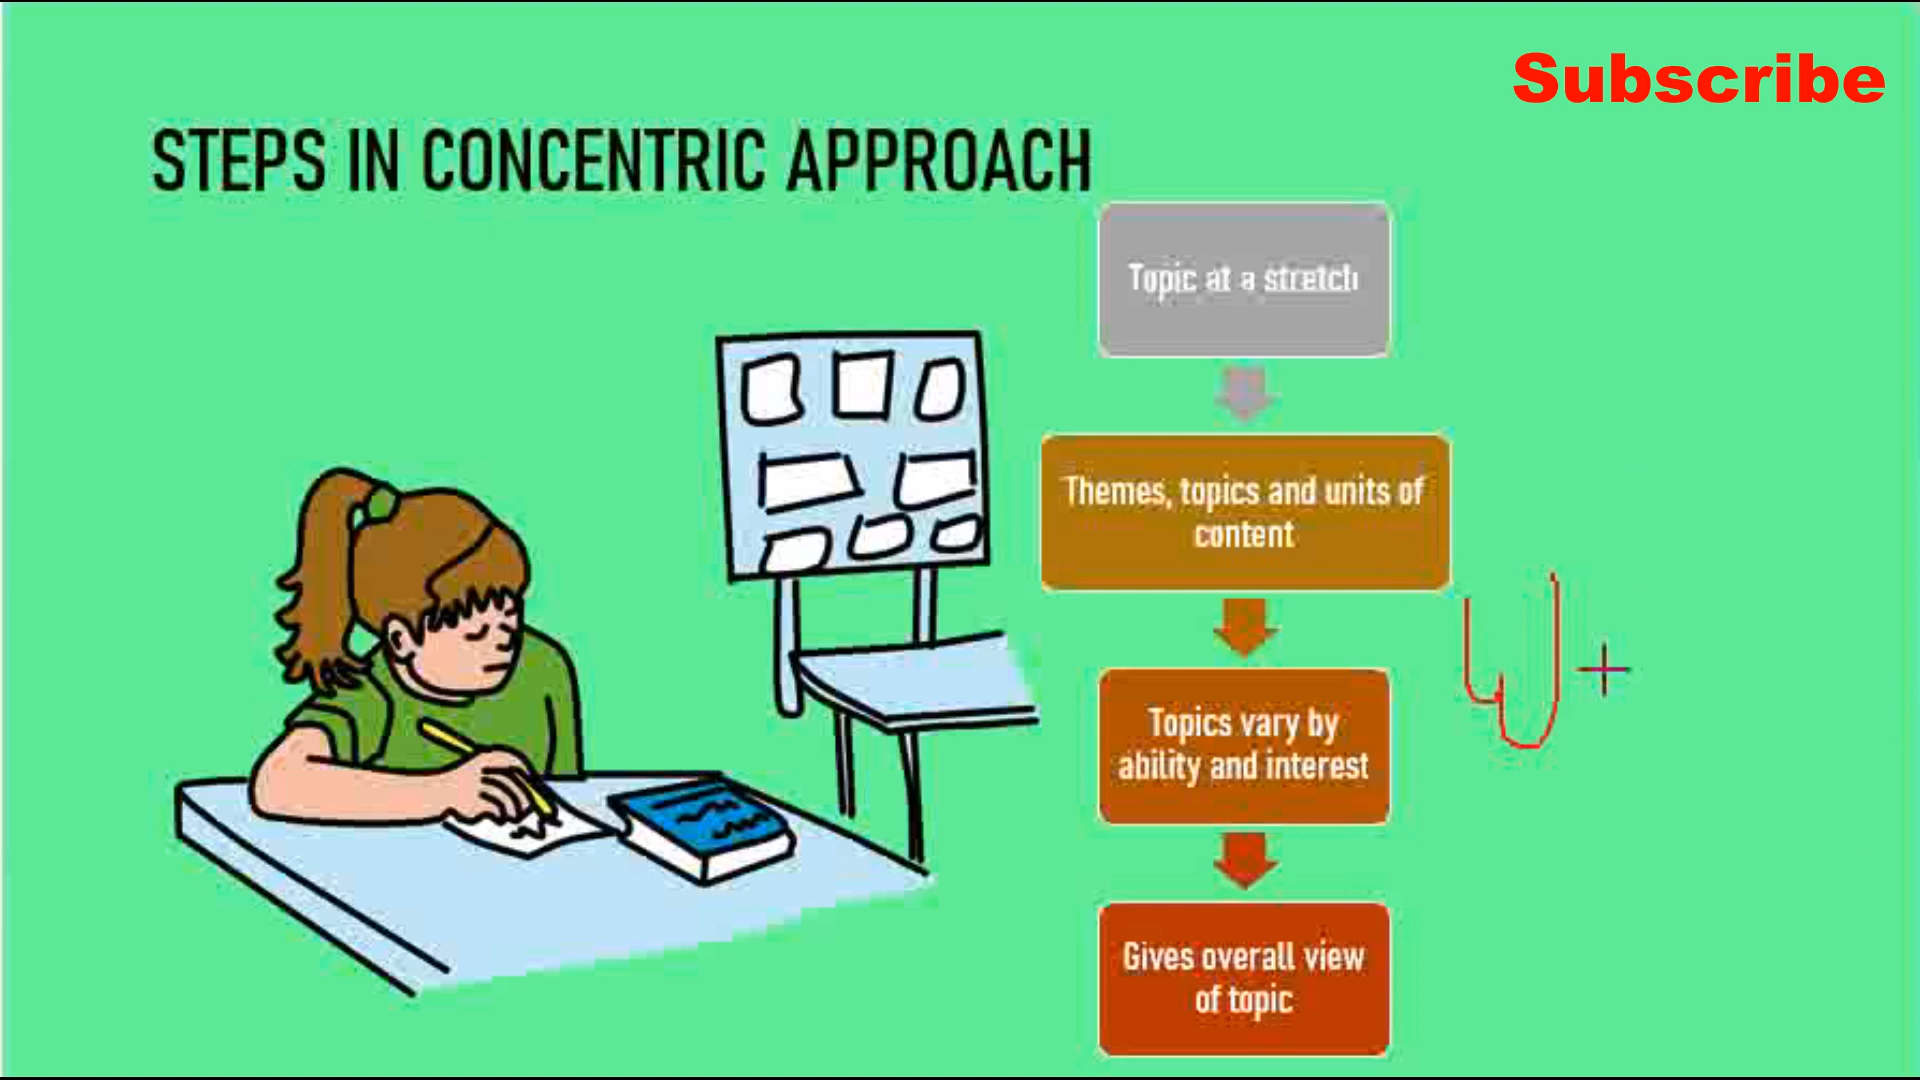 Subscribe
STEPS IN CONCENTRIC APPROACH
Topic at a stretch
Themes, topics and units of
content
Topics vary by
ability and interest
Gives overall view
of topic